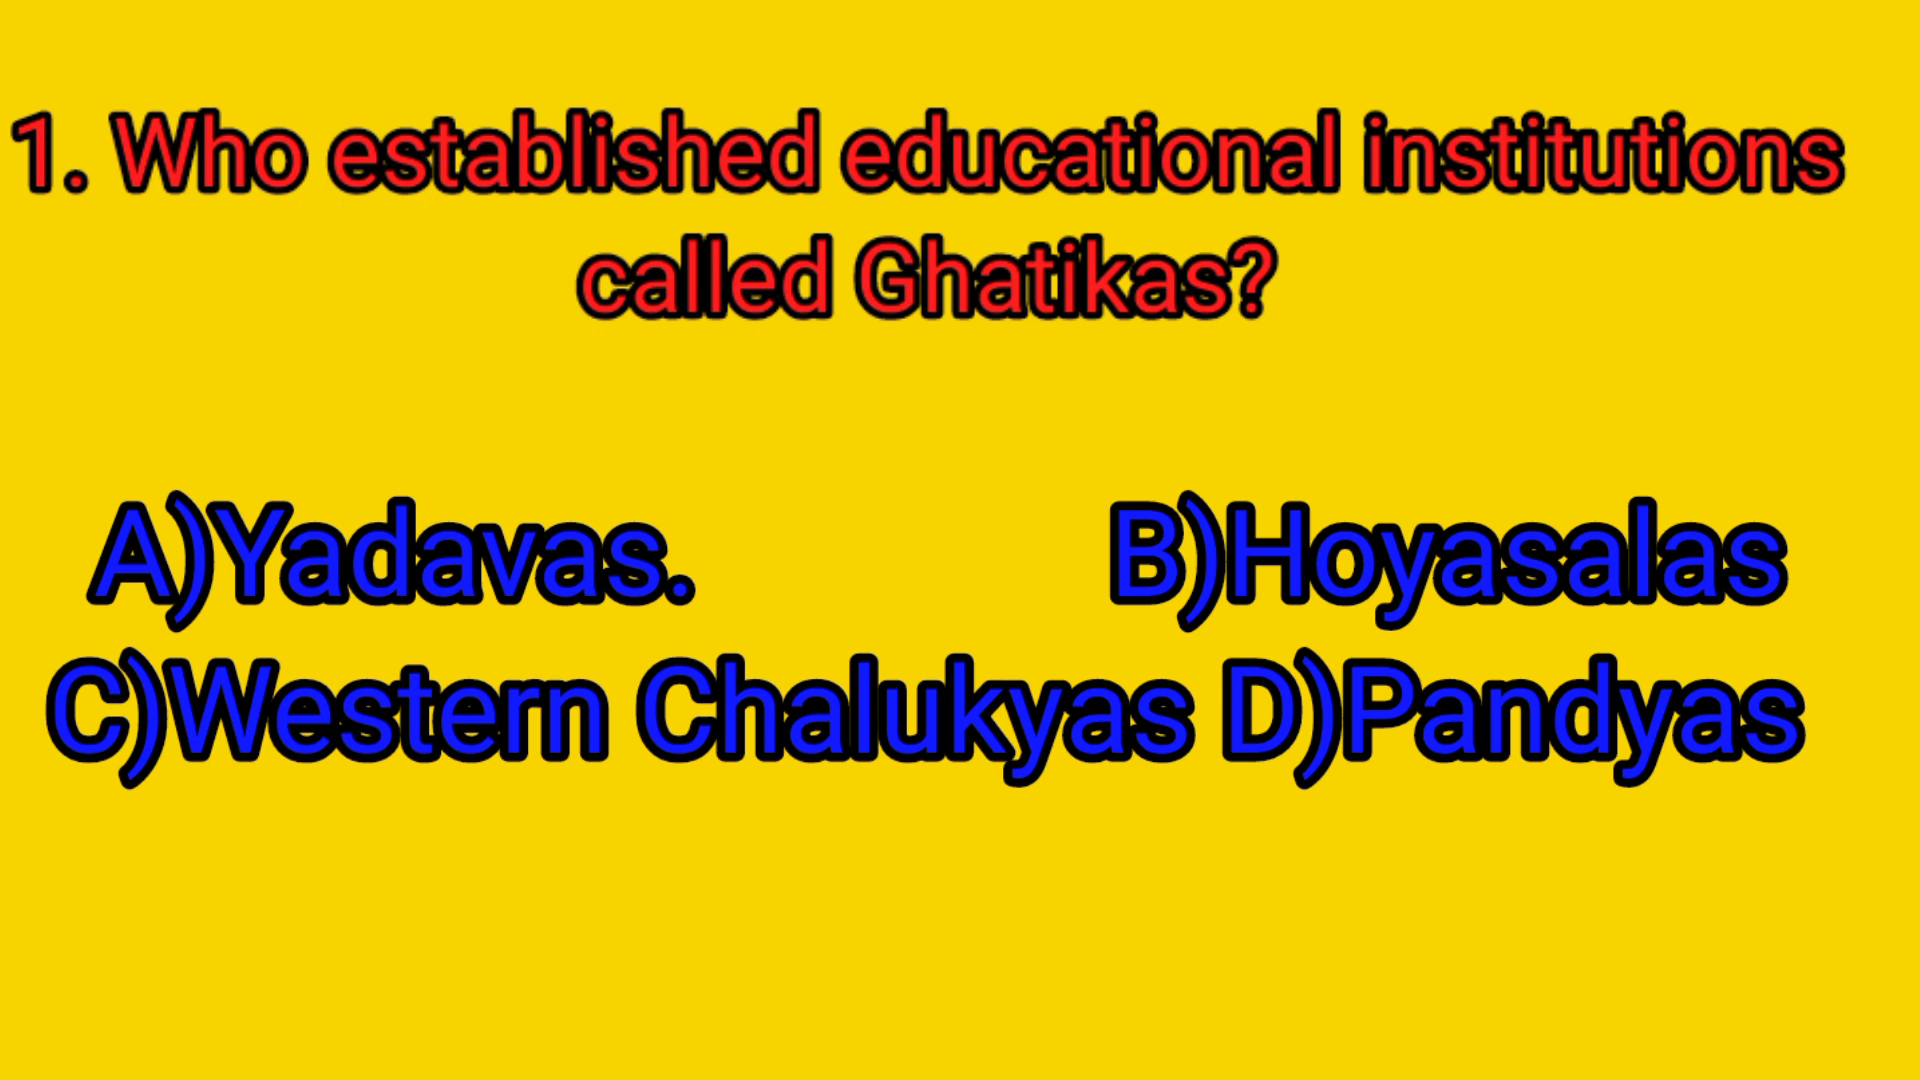 1. Who established educational institutions
called Ghatikas?
A)Yadavas. B)Hoyasalas
C)Western Chalukyas D)Pandyas